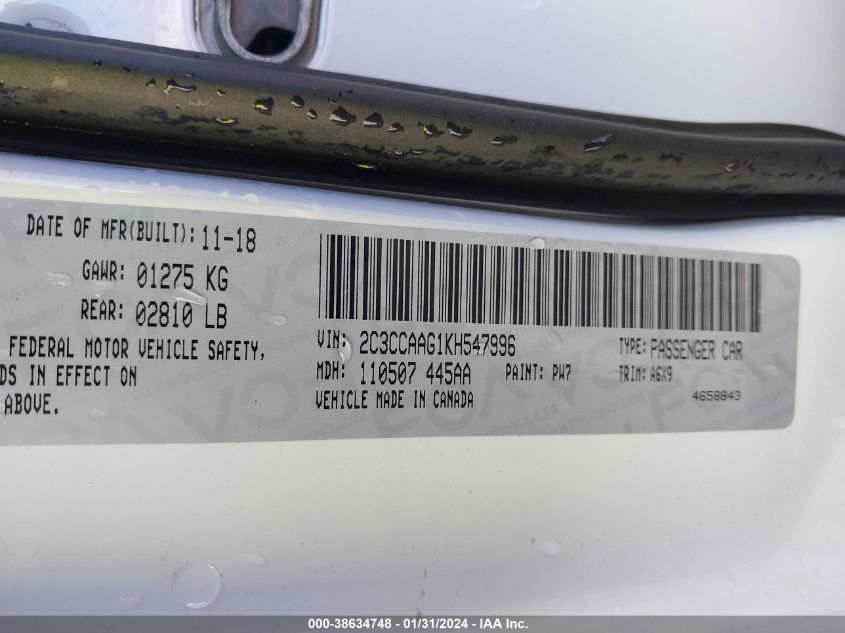 DATE OF MFR(BUILT): 11-18
GAWR: 01275 KG
REAR: 02810 LB
FEDERAL MOTOR VEHICLE SAFETY,
DS IN EFFECT ON
ABOVE.
VIN: 2C3CCAAG1KH547996 TYPE: PASSENGER CAR
MDH: 110507 445AA PAINT: PW7 TRIM: A6X9
VEHICLE MADE IN CANADA 4658843
000-38634748 - 01/31/2024 - IAA Inc.